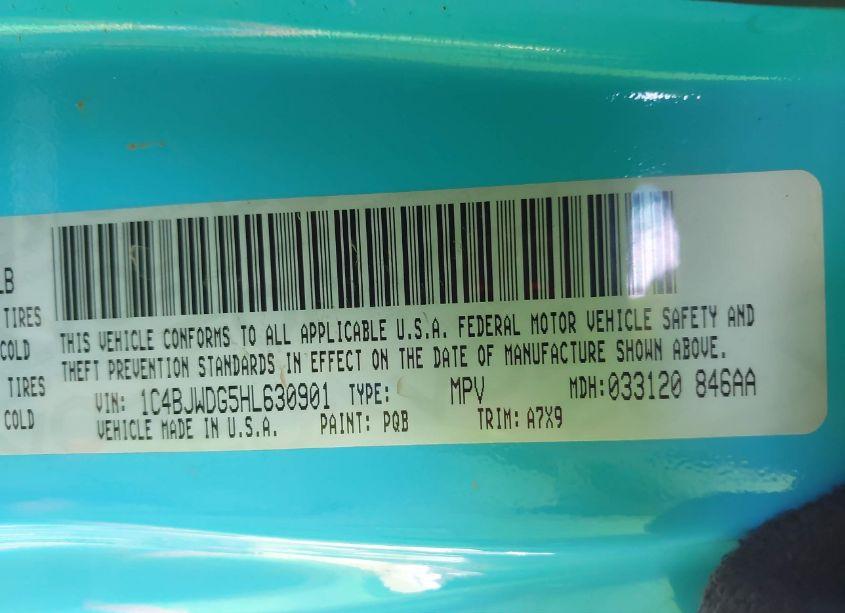 LB
TIRES
COLD
TIRES
COLD
THIS VEHICLE CONFORMS TO ALL APPLICABLE U.S.A. FEDERAL MOTOR VEHICLE SAFETY AND
THEFT PREVENTION STANDARDS IN EFFECT ON THE DATE OF MANUFACTURE SHOWN ABOVE.
VIN: 1C4BJWDG5HL630901 TYPE: MPV MDH:033120 846AA
VEHICLE MADE IN U.S.A. PAINT: PQB TRIM: A7X9